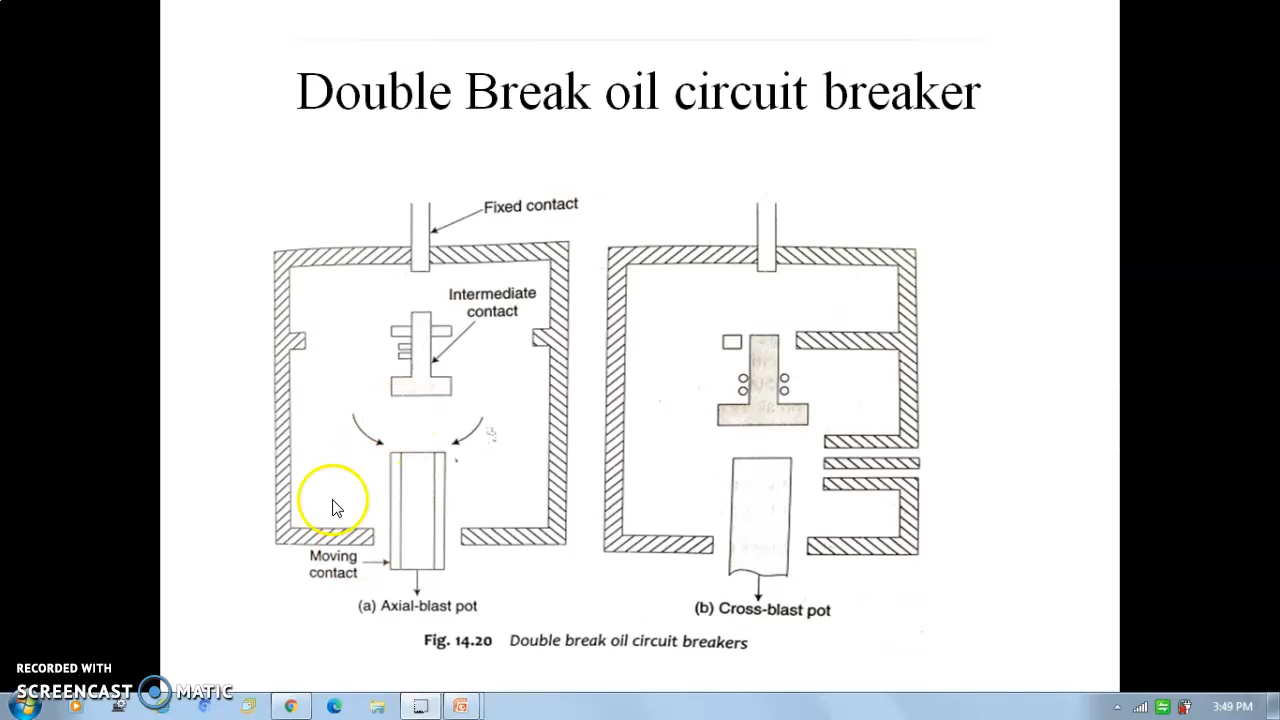 Double Break oil circuit breaker
Fixed contact
Intermediate
contact
Moving
contact
(a) Axial-blast pot
(b) Cross-blast pot
Fig. 14.20 Double break oil circuit breakers
RECORDED WITH
SCREENCAST MATIC
3:49 PM